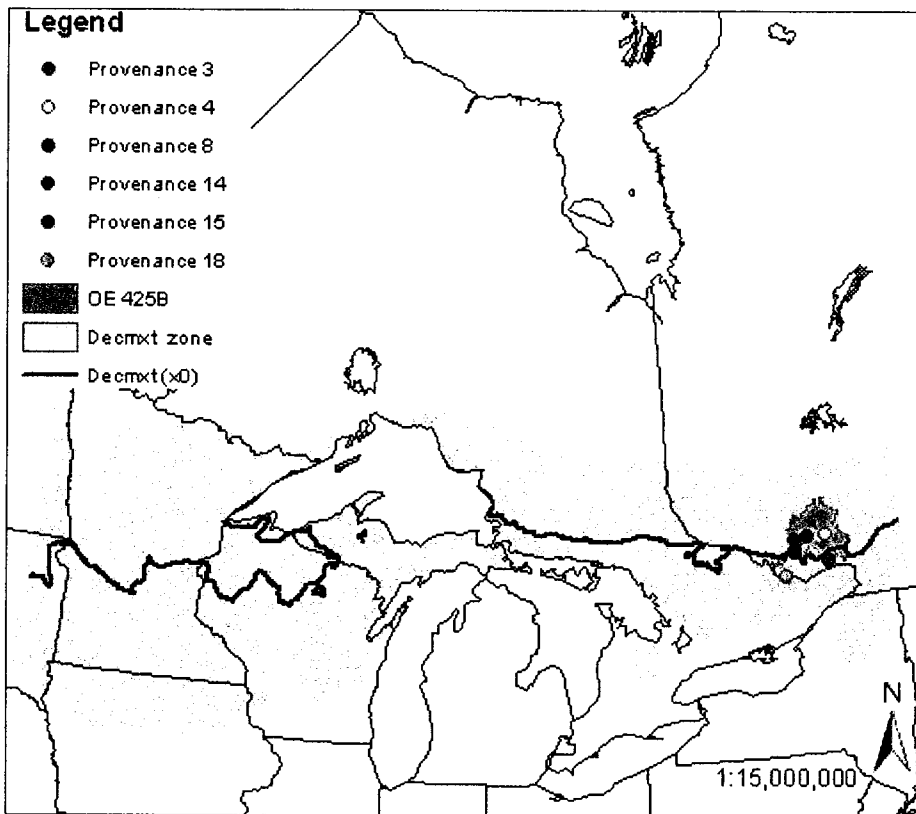 Legend
Provenance 3
Provenance 4
Provenance 8
Provenance 14
Provenance 15
Provenance 18
OE 425B
Decmxt zone
Decmxt(x0)
N
1:15,000,000